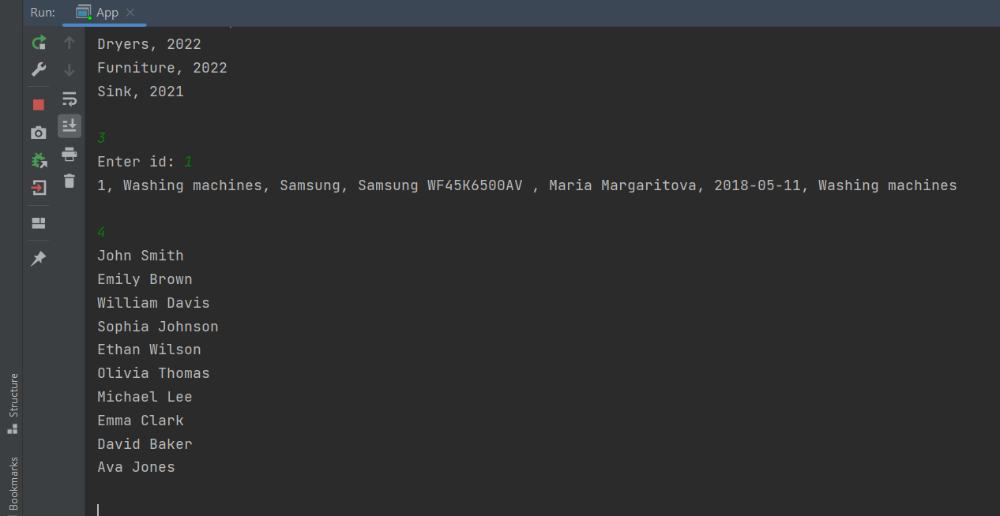 Run:
App
Dryers, 2022
Furniture, 2022
Sink, 2021
3
Enter id: 1
1, Washing machines, Samsung, Samsung WF45K6500AV , Maria Margaritova, 2018-05-11, Washing machines
4
John Smith
Emily Brown
William Davis
Sophia Johnson
Ethan Wilson
Olivia Thomas
Michael Lee
Emma Clark
David Baker
Ava Jones
Structure
Bookmarks